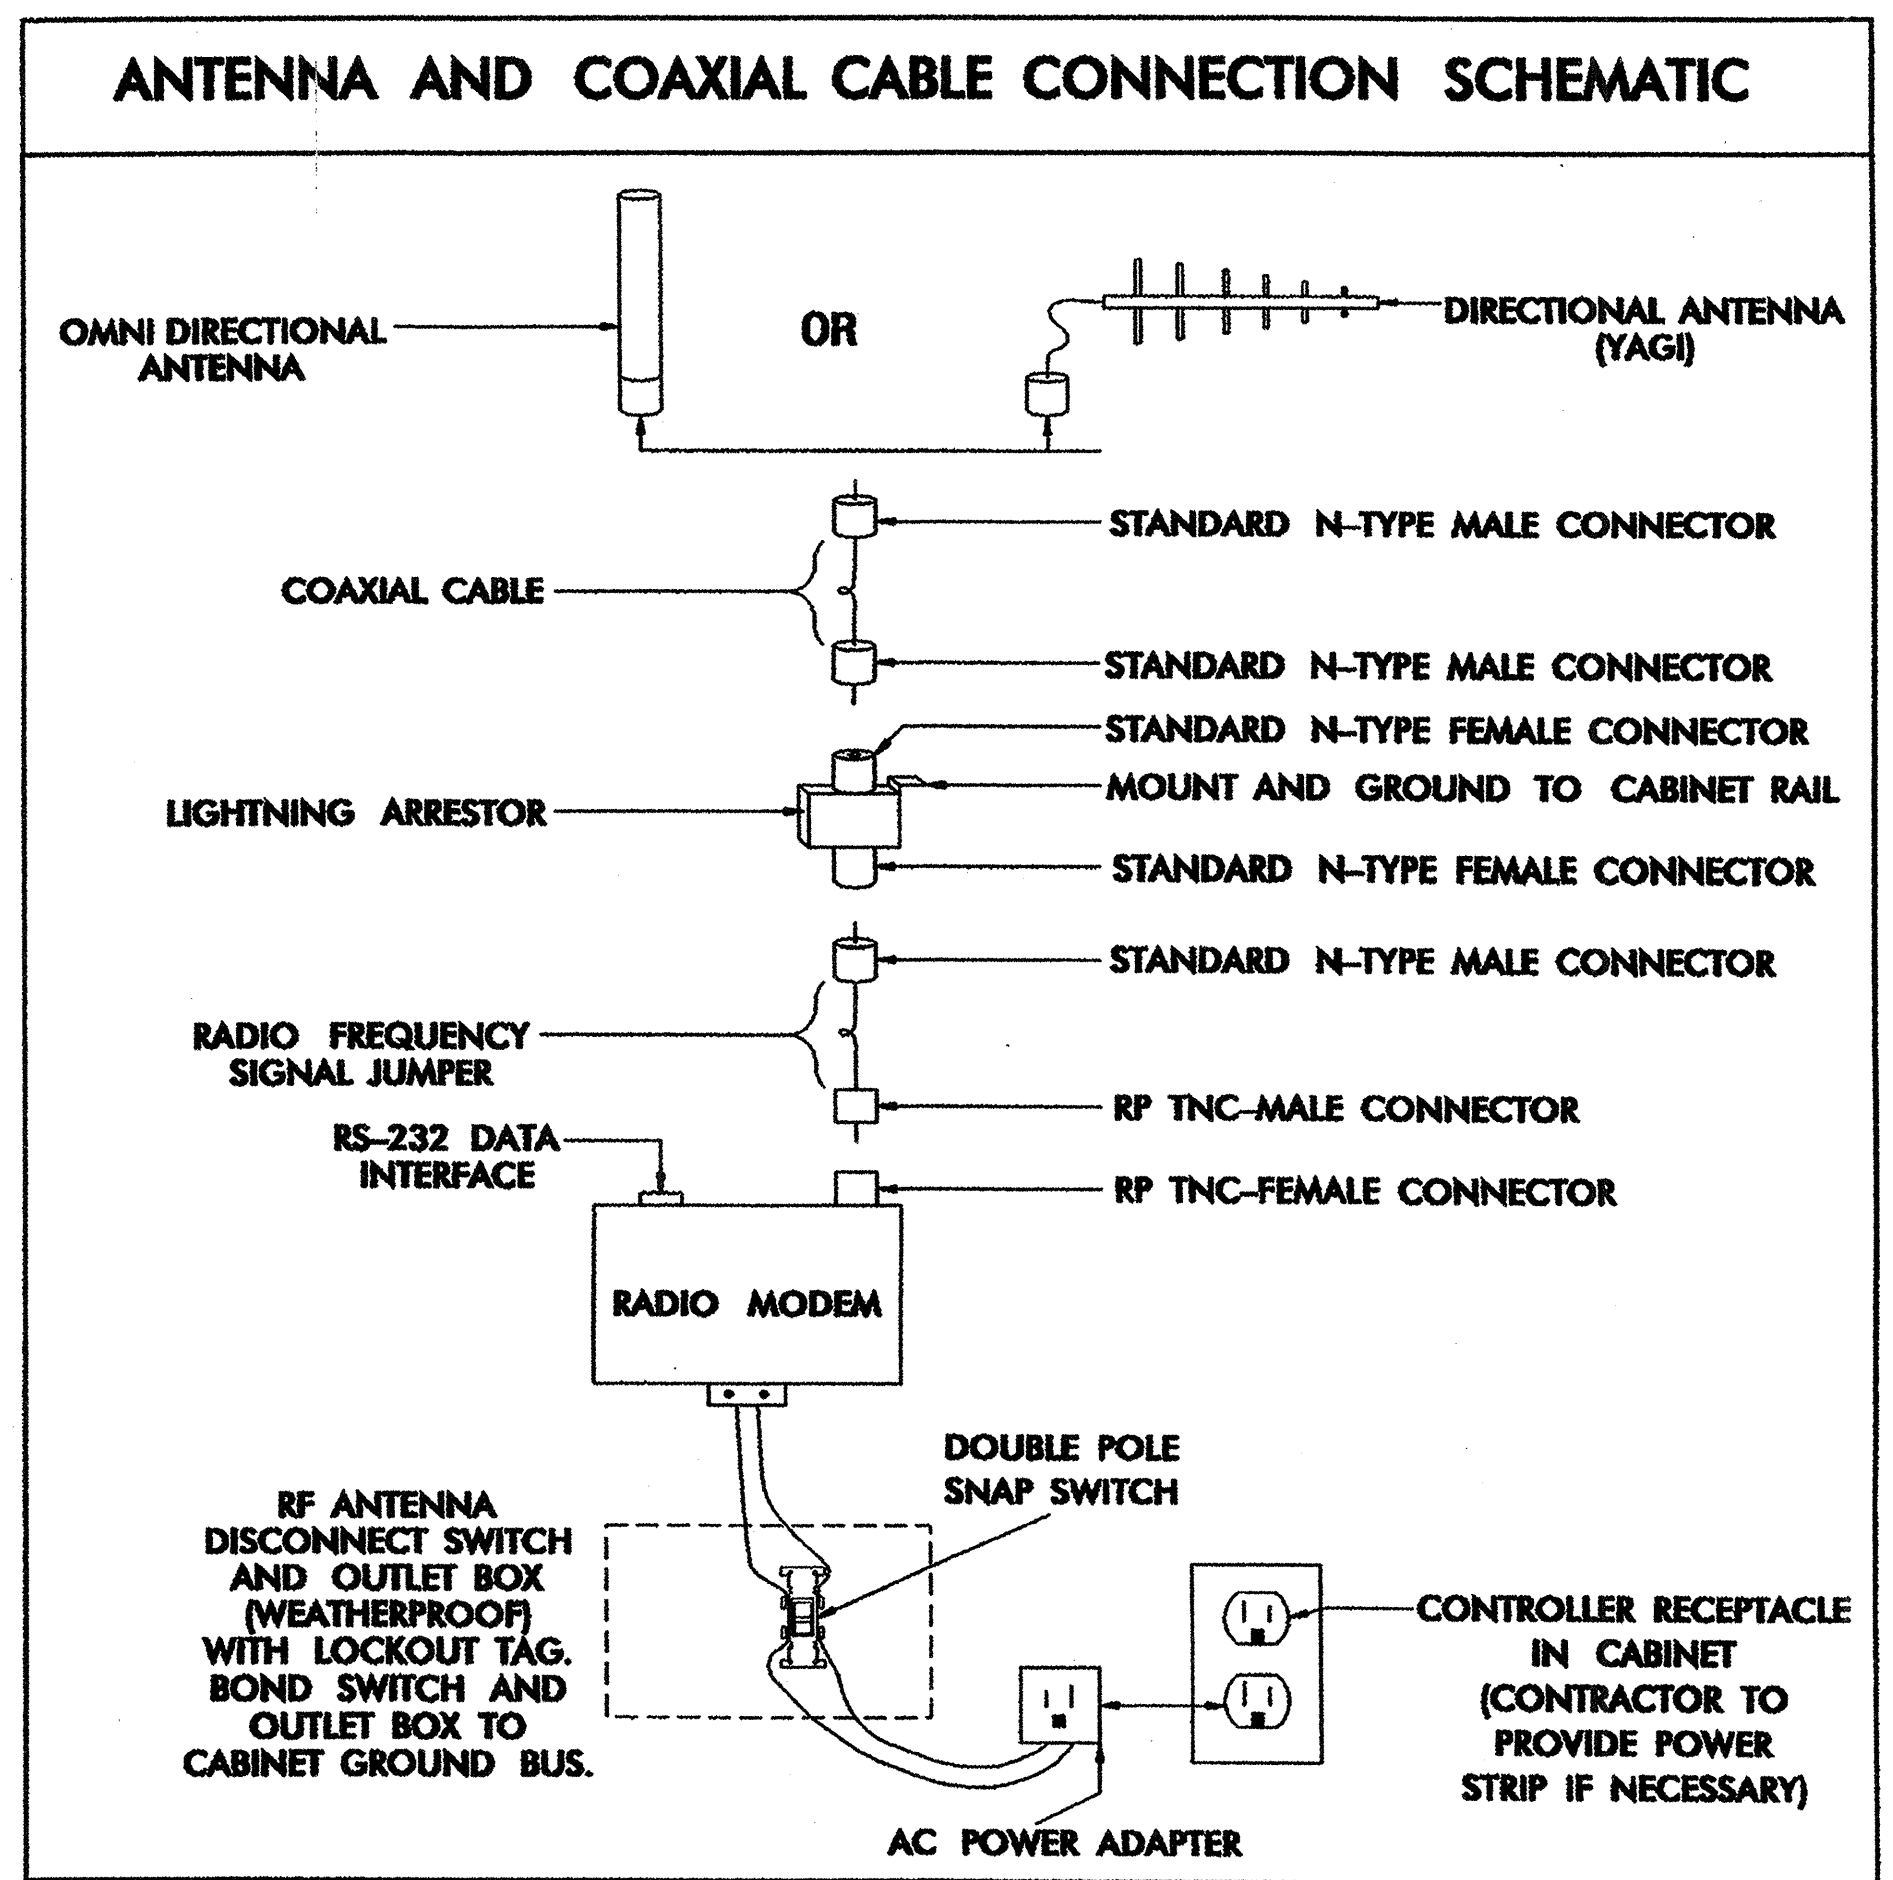 ANTENNA AND COAXIAL CABLE CONNECTION SCHEMATIC
OMNI DIRECTIONAL
ANTENNA
OR
DIRECTIONAL ANTENNA
(YAGI)
STANDARD N-TYPE MALE CONNECTOR
COAXIAL CABLE
STANDARD N-TYPE MALE CONNECTOR
STANDARD N-TYPE FEMALE CONNECTOR
MOUNT AND GROUND TO CABINET RAIL
LIGHTNING ARRESTOR
STANDARD N-TYPE FEMALE CONNECTOR
STANDARD N-TYPE MALE CONNECTOR
RADIO FREQUENCY
SIGNAL JUMPER
RP TNC-MALE CONNECTOR
RS-232 DATA
INTERFACE
RP TNC-FEMALE CONNECTOR
RADIO MODEM
DOUBLE POLE
SNAP SWITCH
RF ANTENNA
DISCONNECT SWITCH
AND OUTLET BOX
(WEATHERPROOF)
WITH LOCKOUT TAG.
BOND SWITCH AND
OUTLET BOX TO
CABINET GROUND BUS.
CONTROLLER RECEPTACLE
IN CABINET
(CONTRACTOR TO
PROVIDE POWER
STRIP IF NECESSARY)
AC POWER ADAPTER